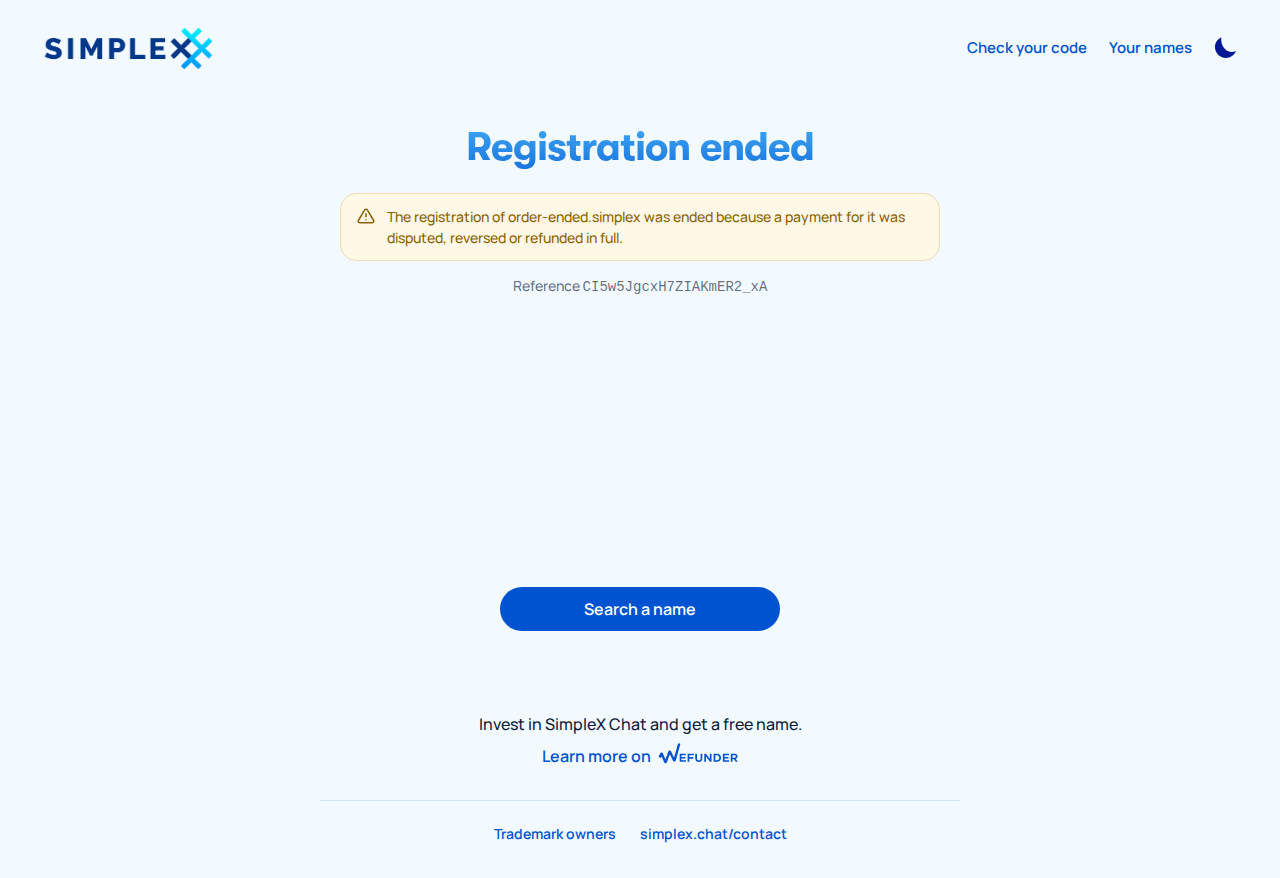 SIMPLEX
Check your code
Your names
Registration ended
The registration of order-ended.simplex was ended because a payment for it was
disputed, reversed or refunded in full.
Reference CI5w5JgcxH7ZIAKmER2_xA
Search a name
Invest in SimpleX Chat and get a free name.
Learn more on WEFUNDER
Trademark owners
simplex.chat/contact